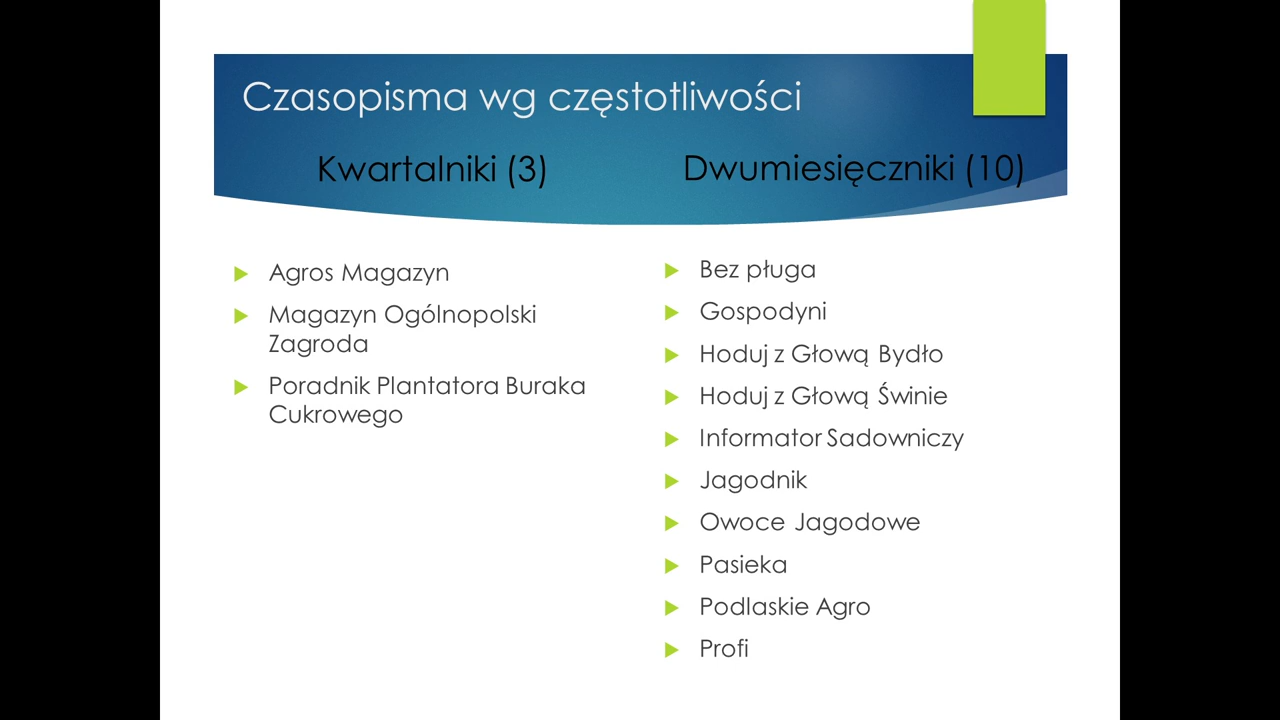 Czasopisma wg częstotliwości
Kwartalniki (3)
Agros Magazyn
Magazyn Ogólnopolski
Zagroda
Poradnik Plantatora Buraka
Cukrowego
Dwumiesięczniki (10)
Bez pługa
Gospodyni
Hoduj z Głową Bydło
Hoduj z Głową Świnie
Informator Sadowniczy
Jagodnik
Owoce Jagodowe
Pasieka
Podlaskie Agro
Profi